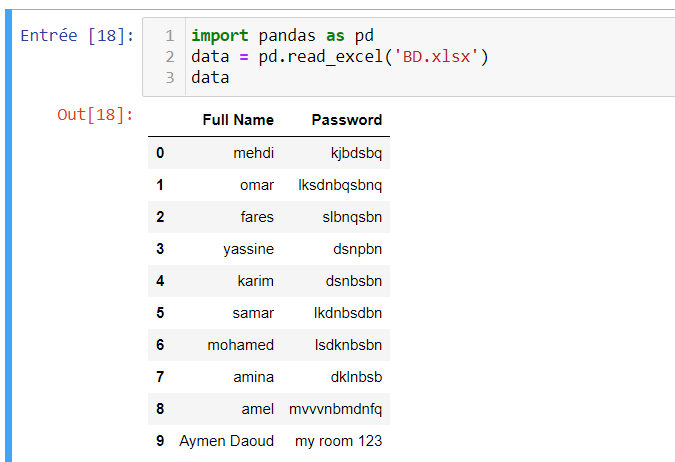 Entrée [18]: 1 import pandas as pd
2 data = pd.read_excel('BD.xlsx')
3 data
Out[18]:
Full Name Password
0 mehdi kjbdsbq
1 omar lksdnbqsbnq
2 fares slbnqsbn
3 yassine dsnpbn
4 karim dsnbsbn
5 samar lkdnbsdbn
6 mohamed lsdknbsbn
7 amina dklnbsb
8 amel mvvvnbmdnfq
9 Aymen Daoud my room 123